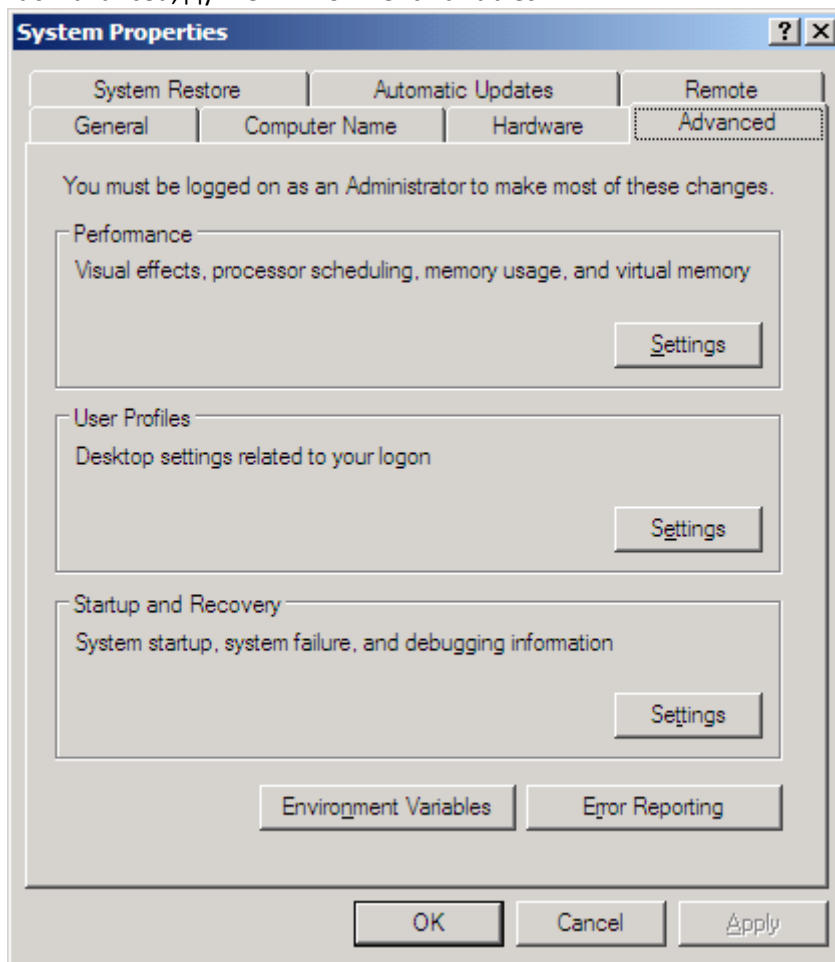 System Properties
System Restore Automatic Updates Remote
General Computer Name Hardware Advanced
You must be logged on as an Administrator to make most of these changes.
Performance
Visual effects, processor scheduling, memory usage, and virtual memory
Settings
User Profiles
Desktop settings related to your logon
Settings
Startup and Recovery
System startup, system failure, and debugging information
Settings
Environment Variables Error Reporting
OK Cancel Apply